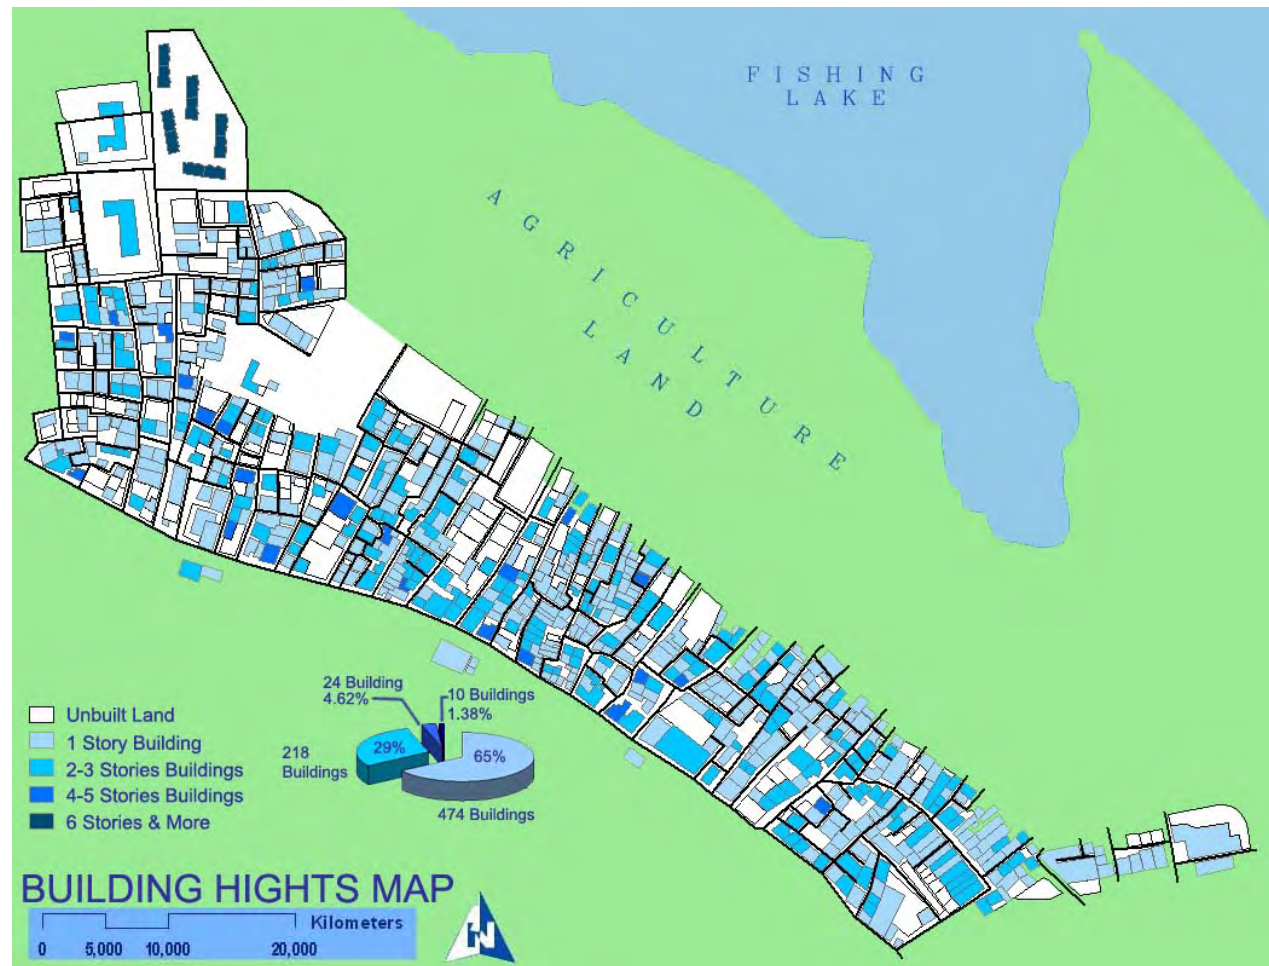 FISHING
LAKE
AGRICULTURE
LAND
24 Building
4.62%
10 Buildings
1.38%
218
Buildings
29%
65%
474 Buildings
Unbuilt Land
1 Story Building
2-3 Stories Buildings
4-5 Stories Buildings
6 Stories & More
BUILDING HIGHTS MAP
Kilometers
0 5,000 10,000 20,000
N